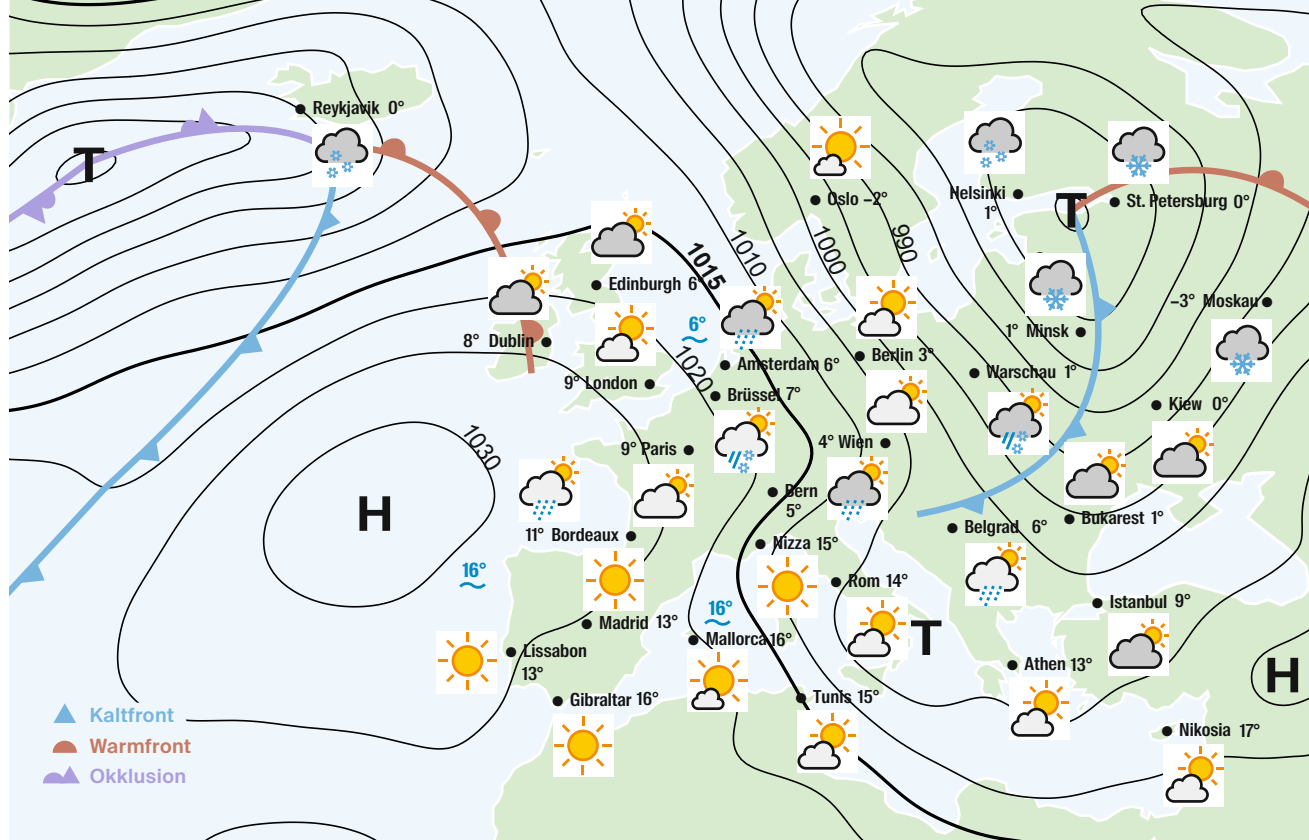 Reykjavik 0°
T
Oslo –2°
Helsinki
1°
T
St. Petersburg 0°
1010
1000
990
1015
Edinburgh 6°
–3° Moskau
6°
8° Dublin
1° Minsk
Amsterdam 6°
Berlin 3°
1020
9° London
Warschau 1°
Brüssel 7°
Kiew 0°
1030
9° Paris
4° Wien
Bern
5°
H
11° Bordeaux
Belgrad 6°
Bukarest 1°
Nizza 15°
16°
Rom 14°
16°
Madrid 13°
Mallorca 16°
T
Istanbul 9°
Lissabon
13°
Athen 13°
H
Gibraltar 16°
Tunis 15°
Nikosia 17°
Kaltfront
Warmfront
Okklusion